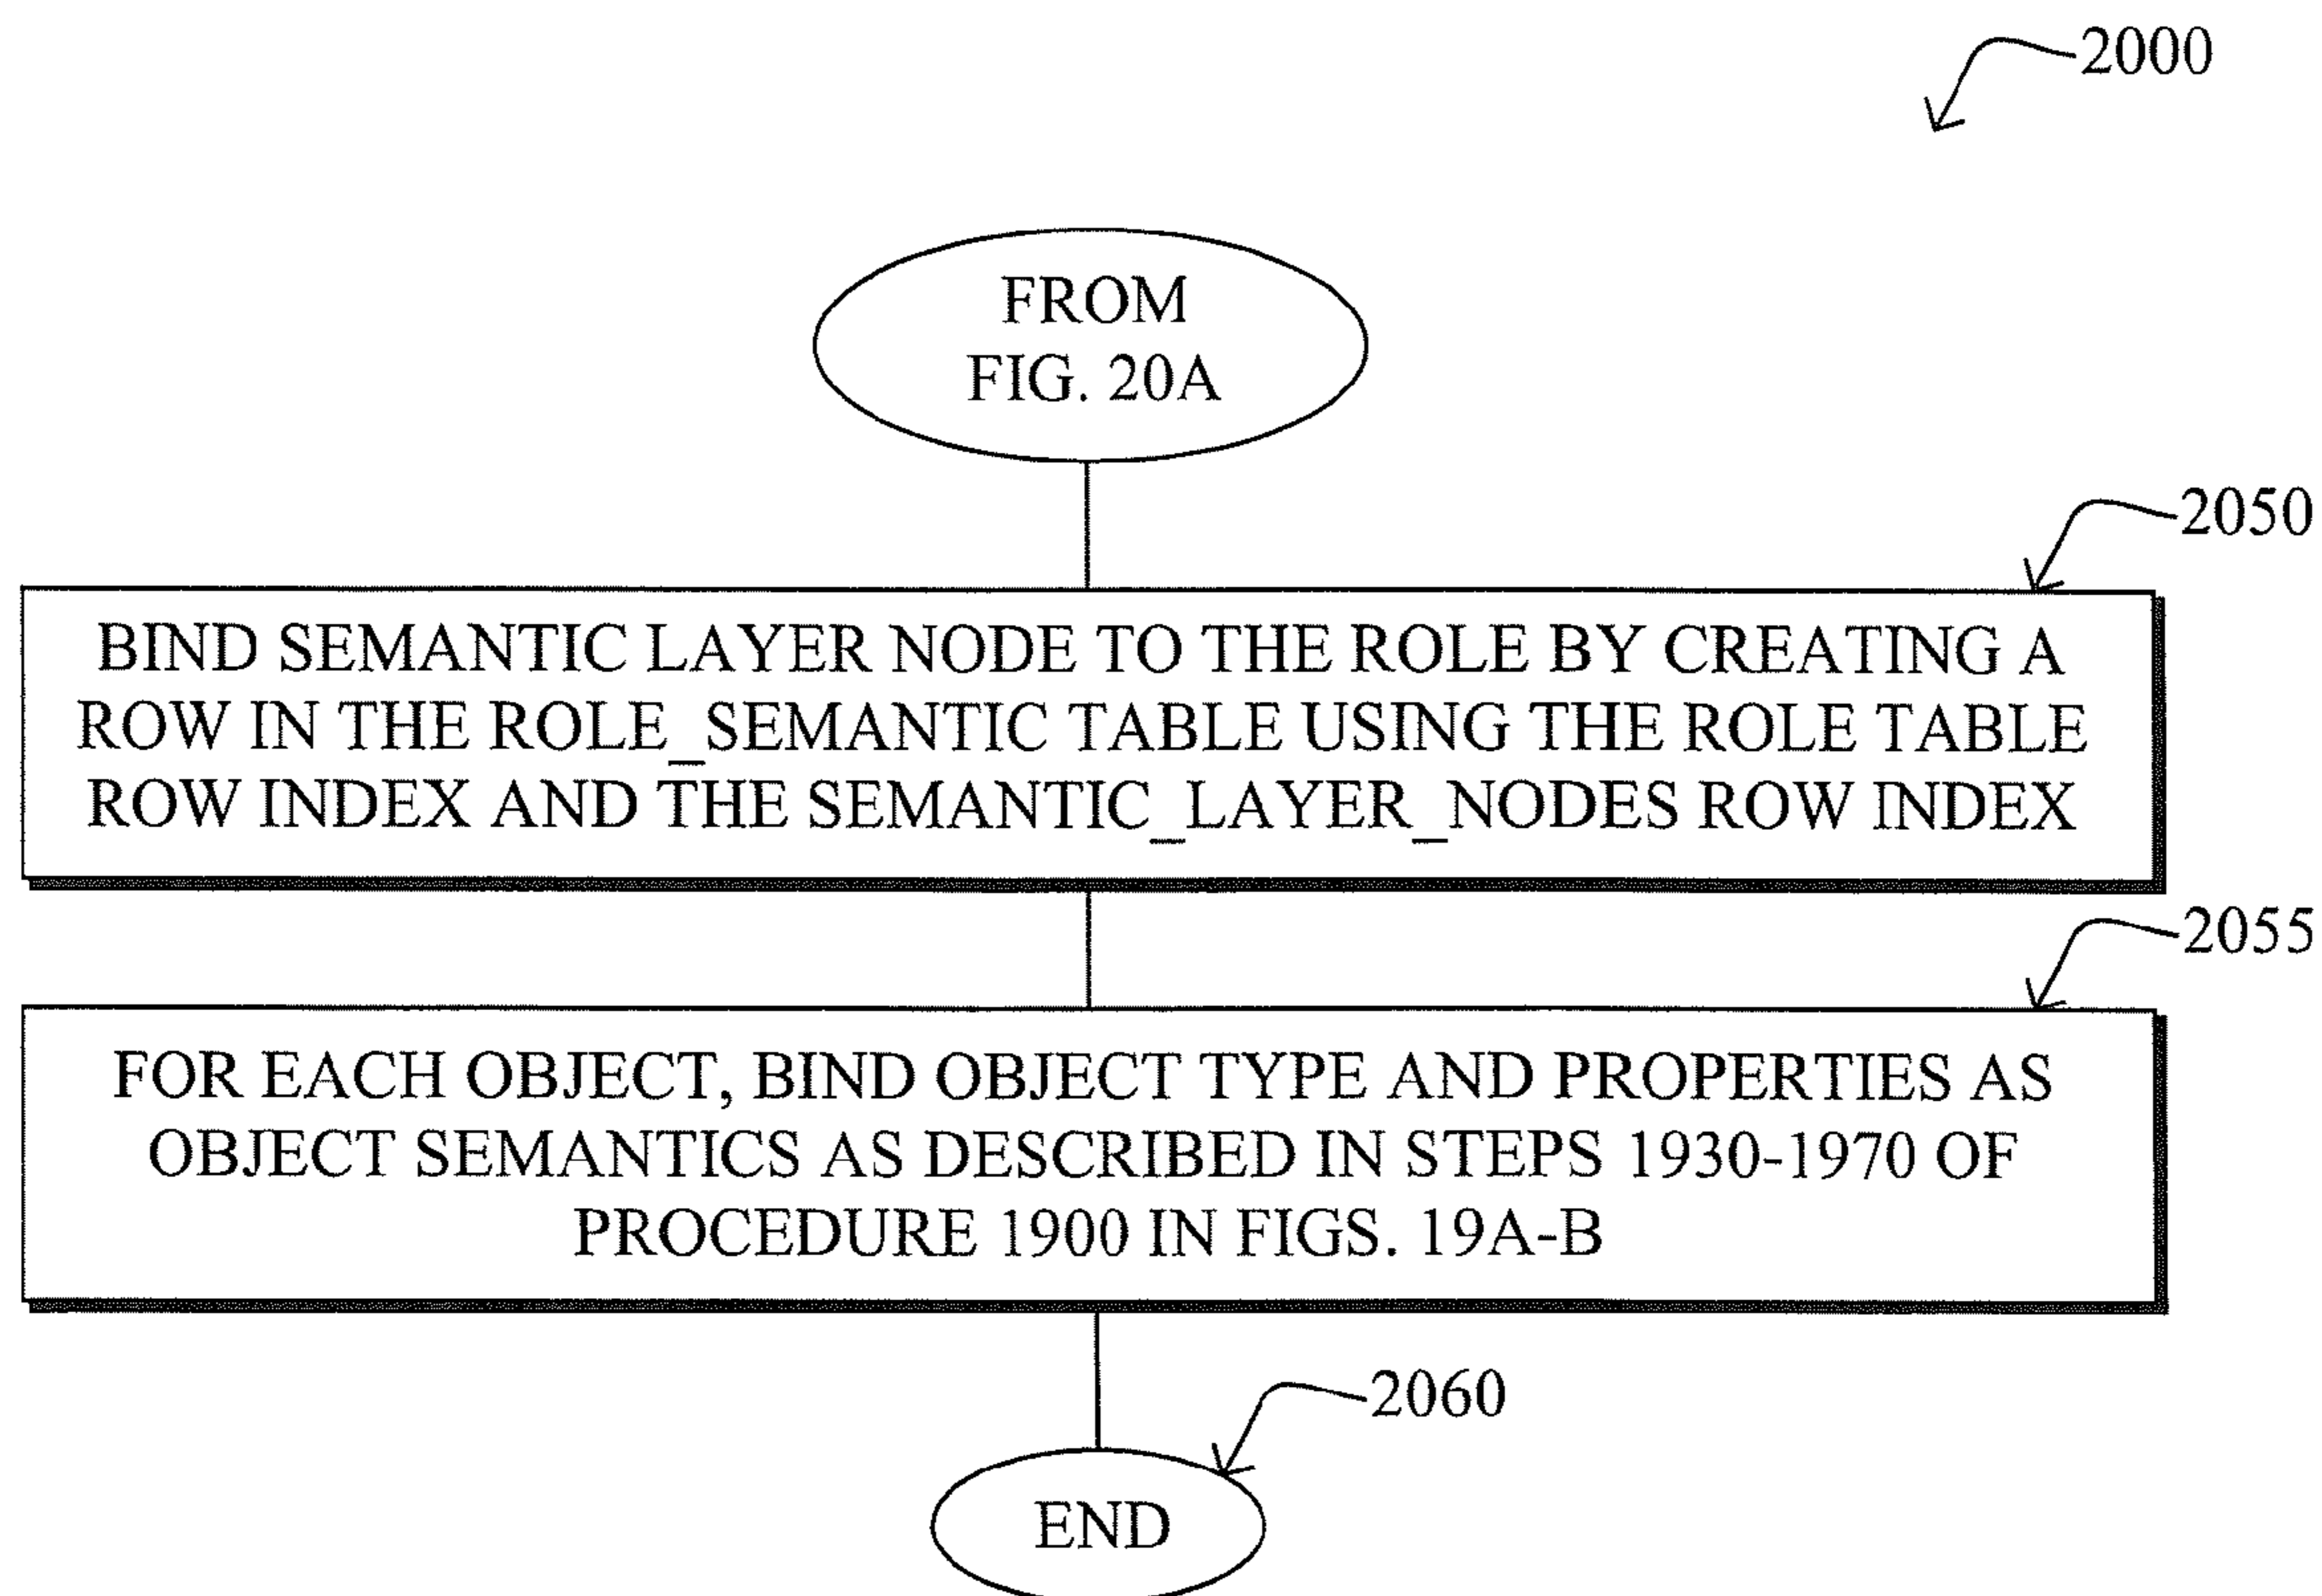 2000
FROM
FIG. 20A
2050
BIND SEMANTIC LAYER NODE TO THE ROLE BY CREATING A
ROW IN THE ROLE_SEMANTIC TABLE USING THE ROLE TABLE
ROW INDEX AND THE SEMANTIC_LAYER_NODES ROW INDEX
2055
FOR EACH OBJECT, BIND OBJECT TYPE AND PROPERTIES AS
OBJECT SEMANTICS AS DESCRIBED IN STEPS 1930-1970 OF
PROCEDURE 1900 IN FIGS. 19A-B
2060
END